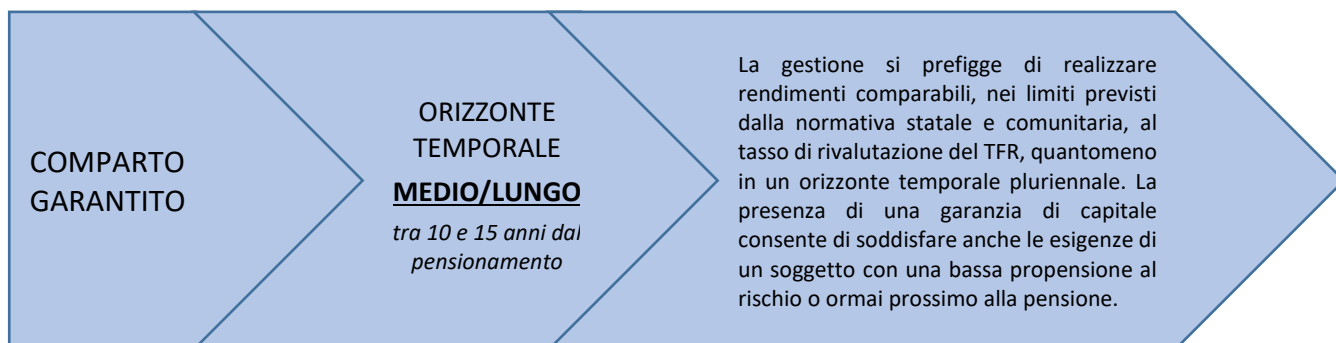 COMPARTO
GARANTITO
ORIZZONTE
TEMPORALE
MEDIO/LUNGO
tra 10 e 15 anni dal
pensionamento
La gestione si prefigge di realizzare
rendimenti comparabili, nei limiti previsti
dalla normativa statale e comunitaria, al
tasso di rivalutazione del TFR, quantomeno
in un orizzonte temporale pluriennale. La
presenza di una garanzia di capitale
consente di soddisfare anche le esigenze di
un soggetto con una bassa propensione al
rischio o ormai prossimo alla pensione.